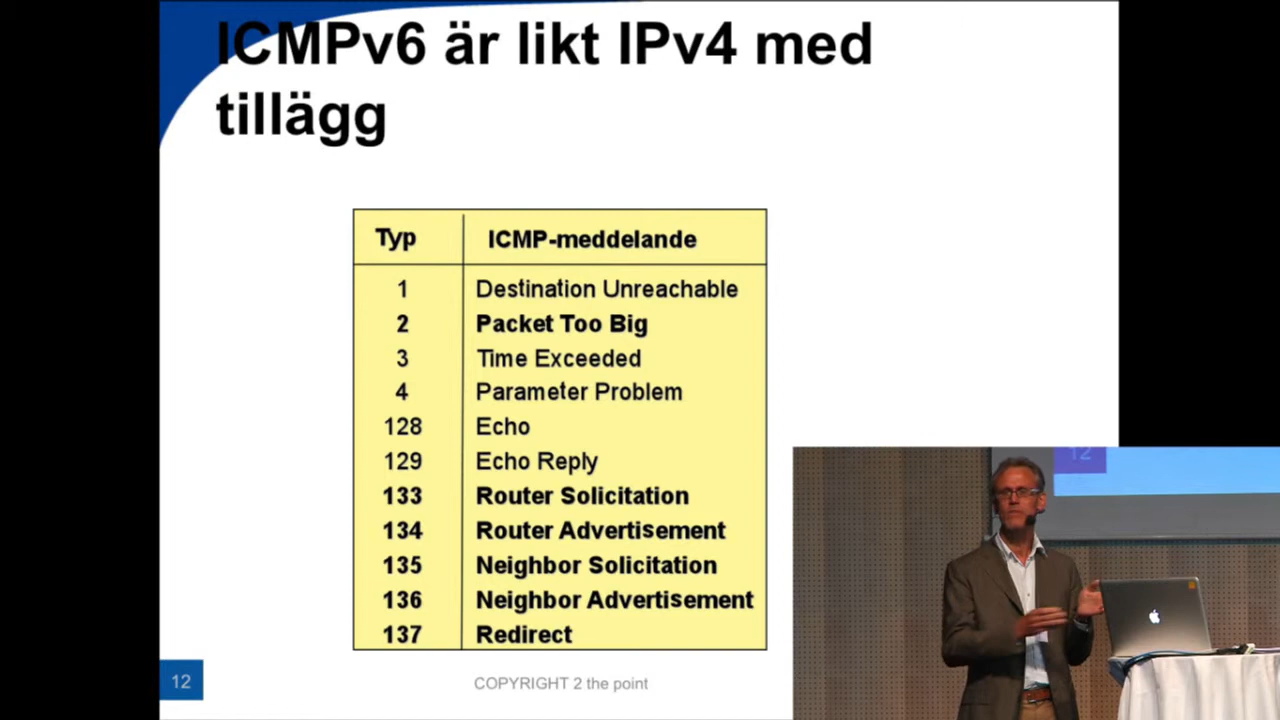 ICMPv6 är likt IPv4 med
tillägg
Typ ICMP-meddelande
1 Destination Unreachable
2 Packet Too Big
3 Time Exceeded
4 Parameter Problem
128 Echo
129 Echo Reply
133 Router Solicitation
134 Router Advertisement
135 Neighbor Solicitation
136 Neighbor Advertisement
137 Redirect
12
COPYRIGHT 2 the point
12